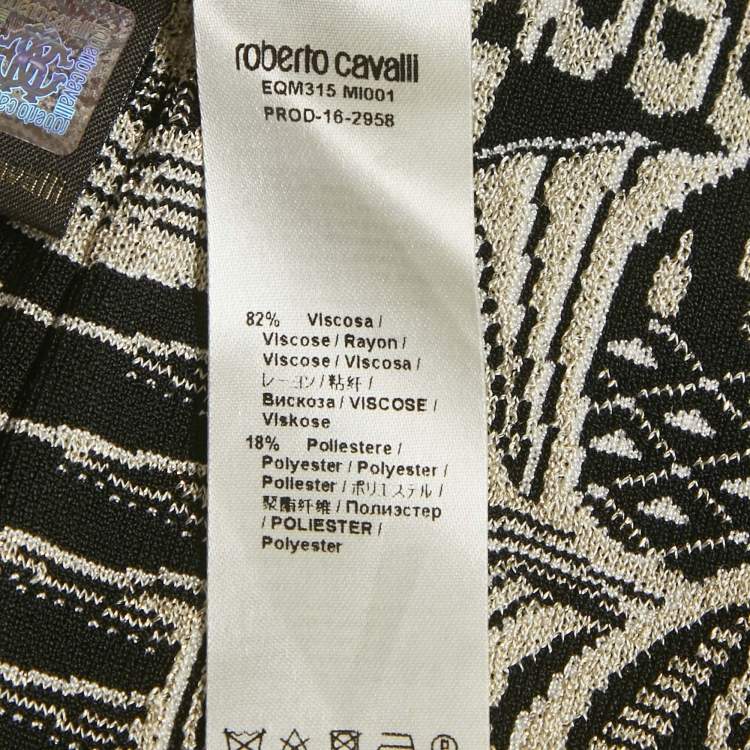 roberto cavalli
EQM315 MI001
PROD-16-2958
82% Viscosa /
Viscose / Rayon /
Viscose / Viscosa /
レーヨン / 粘纤 /
Вискоза / VISCOSE /
Viskose
18% Poliestere /
Polyester / Polyester /
Poliester / ポリエステル /
聚酯纤维 / Полиэстер
/ POLIESTER /
Polyester
roberto cavalli